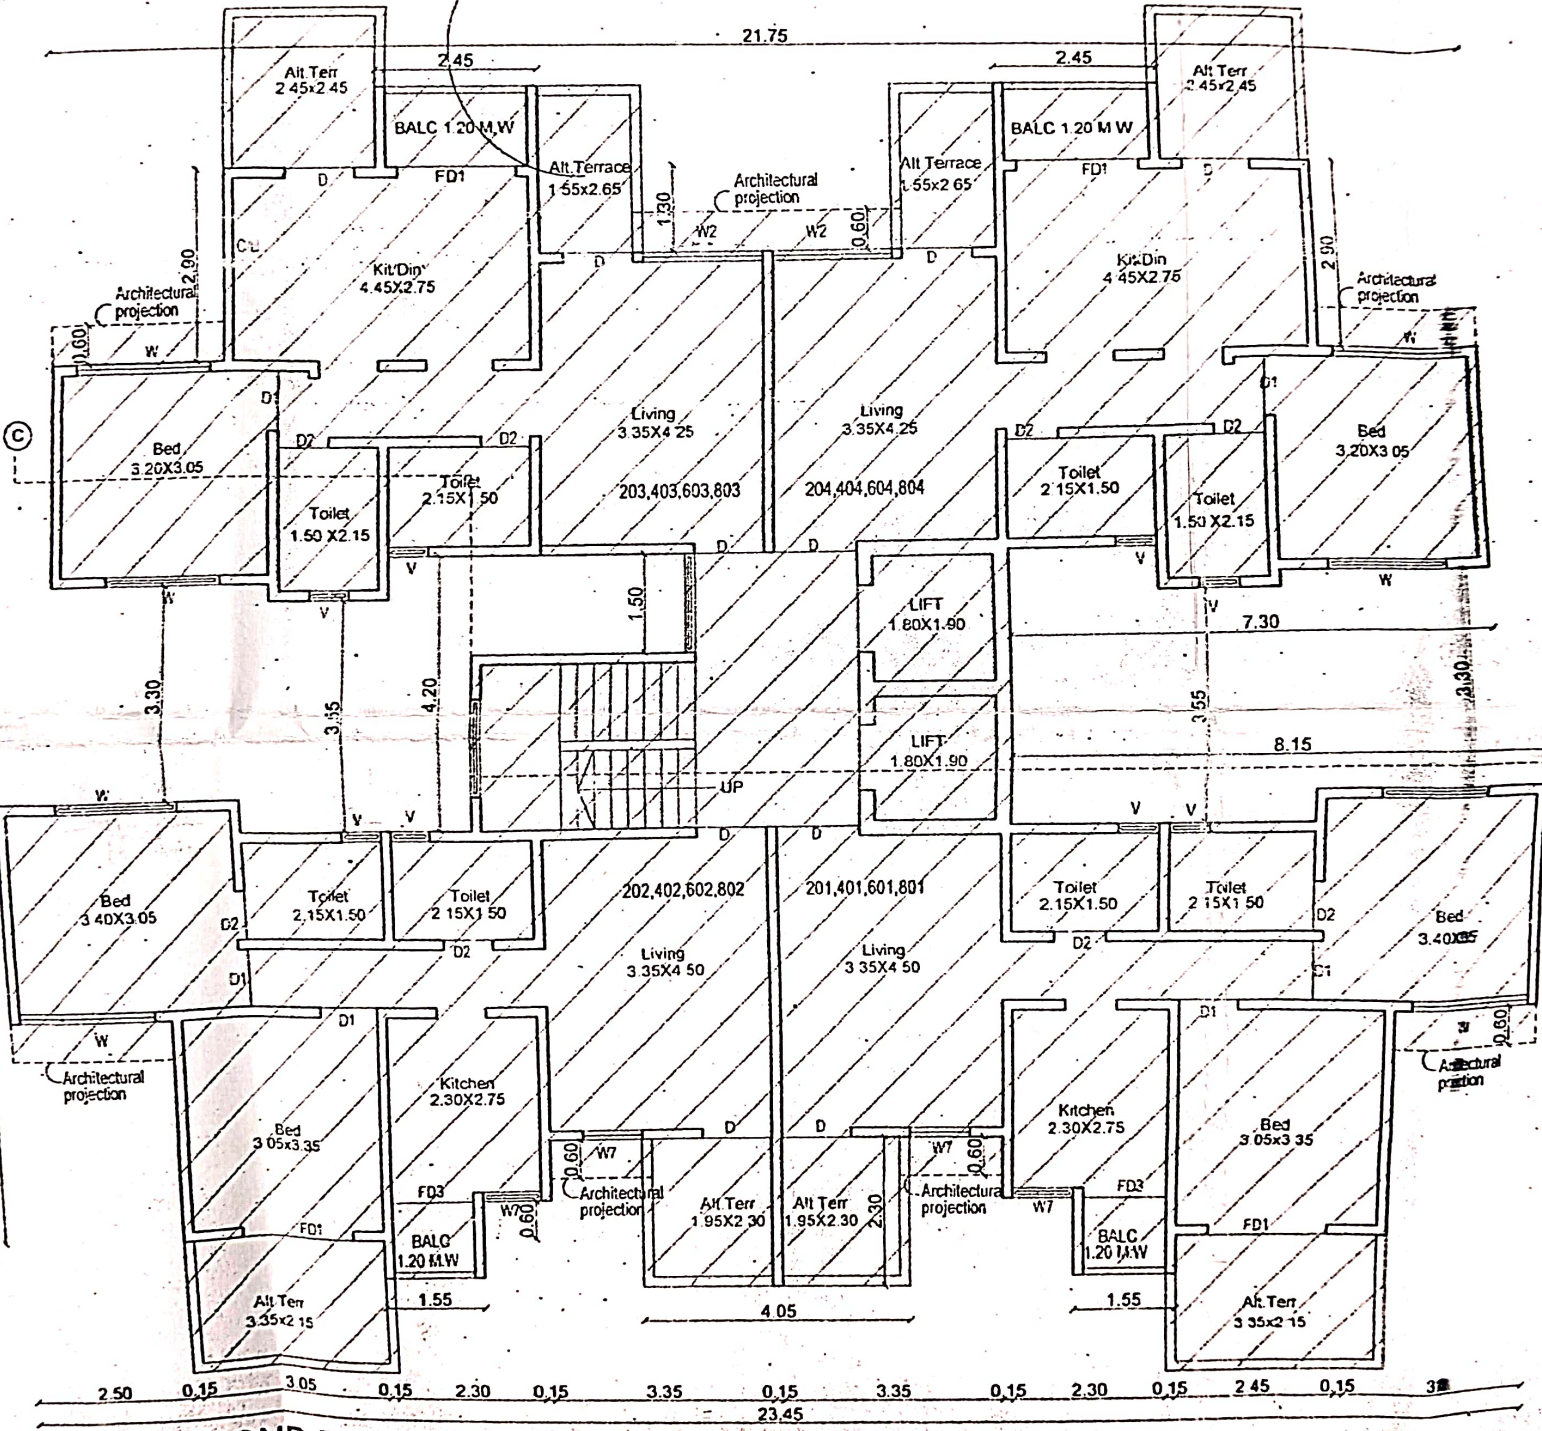 21.75
2.45
2.45
Alt.Terr
2.45x2.45
Alt Terr
2.45x2.45
BALC 1.20 M.W
BALC 1.20 M W
Alt.Terrace
1.55x2.65
Alt Terrace
1.55x2.65
D
FD1
FD1
D
Architectural
projection
1.30
0.60
W2
W2
D
D
2.90
Kit/Din
4.45X2.75
Kit/Din
4.45X2.75
2.90
Architectural
projection
Architectural
projection
0.60
W
W
D1
D1
Living
3.35X4.25
Living
3.35X4.25
C
Bed
3.20X3.05
D2
D2
D2
D2
Bed
3.20X3.05
Toilet
2.15X1.50
203,403,603,803
204,404,604,804
Toilet
2.15X1.50
Toilet
1.50 X2.15
Toilet
1.50 X2.15
D
D
V
V
W
V
1.50
LIFT
1.80X1.90
V
W
7.30
3.30
3.55
4.20
3.55
3.30
LIFT
1.80X1.90
8.15
UP
W
V
V
D
D
V
V
Bed
3.40X3.05
Toilet
2.15X1.50
Toilet
2.15X1.50
202,402,602,802
201,401,601,801
Toilet
2.15X1.50
Toilet
2.15X1.50
Bed
D2
D2
D2
D2
D1
Living
3.35X4.50
Living
3.35X4.50
D1
D1
D1
W
0.60
Architectural
projection
Kitchen
2.30X2.75
Kitchen
2.30X2.75
Bed
3.05x3.35
Bed
3.05x3.35
D
D
0.60
W7
W7
0.60
Architectural
projection
Architectural
projection
FD3
FD3
W7
0.60
Alt.Terr
1.95X2.30
Alt Terr
1.95X2.30
2.30
W7
FD1
FD1
BALC
1.20 M.W
BALC
1.20 M.W
Alt.Terr
3.35x2.15
Alt.Terr
3.35x2.15
1.55
4.05
1.55
2.50
0.15
3.05
0.15
2.30
0.15
3.35
0.15
3.35
0.15
2.30
0.15
2.45
0.15
23.45